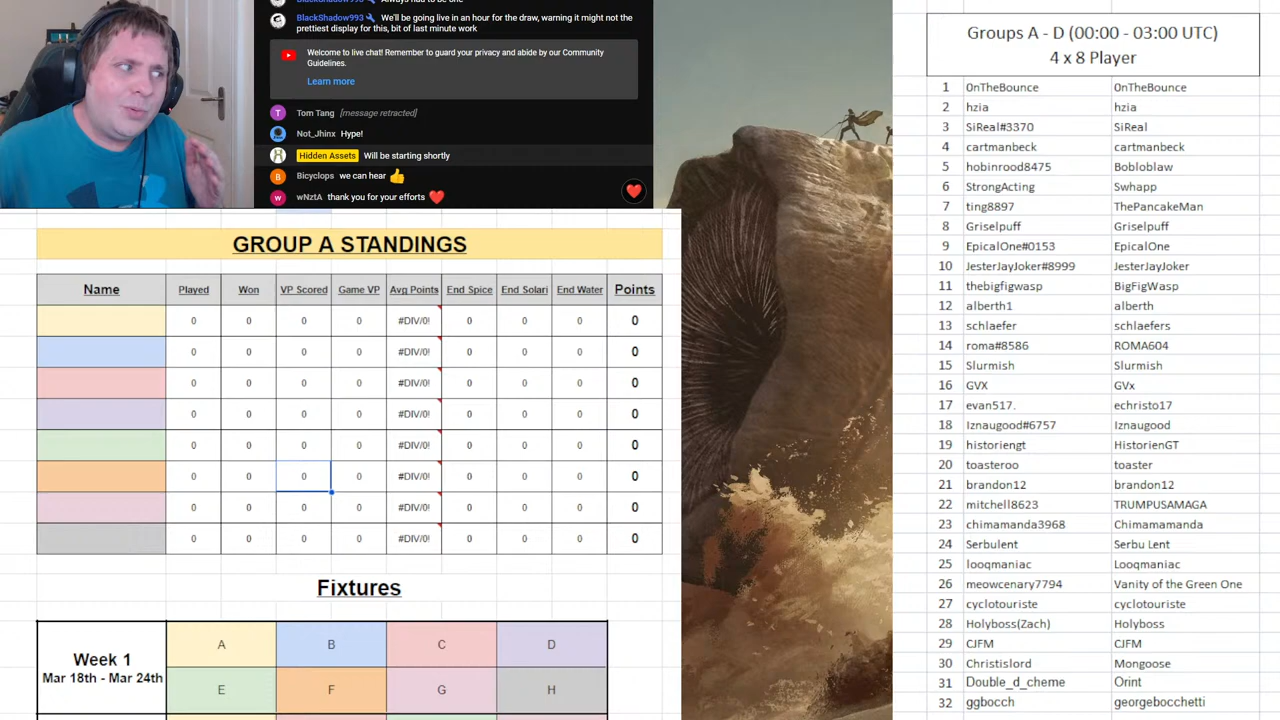 BlackShadow993 We'll be going live in an hour for the draw, warning it might not the
prettiest display for this, bit of last minute work
Welcome to live chat! Remember to guard your privacy and abide by our Community
Guidelines.
Learn more
T Tom Tang [message retracted]
Not_Jhinx Hype!
Hidden Assets Will be starting shortly
B Bicyclops we can hear 👍
w wNztA thank you for your efforts ❤️
GROUP A STANDINGS
Name Played Won VP Scored Game VP Avg Points End Spice End Solari End Water Points
0 0 0 0 #DIV/0! 0 0 0 0
0 0 0 0 #DIV/0! 0 0 0 0
0 0 0 0 #DIV/0! 0 0 0 0
0 0 0 0 #DIV/0! 0 0 0 0
0 0 0 0 #DIV/0! 0 0 0 0
0 0 0 0 #DIV/0! 0 0 0 0
0 0 0 0 #DIV/0! 0 0 0 0
0 0 0 0 #DIV/0! 0 0 0 0
Fixtures
Week 1
Mar 18th - Mar 24th
A B C D
E F G H
Groups A - D (00:00 - 03:00 UTC)
4 x 8 Player
1 0nTheBounce 0nTheBounce
2 hzia hzia
3 SiReal#3370 SiReal
4 cartmanbeck cartmanbeck
5 hobinrood8475 Bobloblaw
6 StrongActing Swhapp
7 ting8897 ThePancakeMan
8 Griselpuff Griselpuff
9 EpicalOne#0153 EpicalOne
10 JesterJayJoker#8999 JesterJayJoker
11 thebigfigwasp BigFigWasp
12 alberth1 alberth
13 schlaefer schlaefers
14 roma#8586 ROMA604
15 Slurmish Slurmish
16 GVX GVx
17 evan517. echristo17
18 Iznaugood#6757 Iznaugood
19 historiengt HistorienGT
20 toasteroo toaster
21 brandon12 brandon12
22 mitchell8623 TRUMPUSAMAGA
23 chimamanda3968 Chimamamanda
24 Serbulent Serbu Lent
25 looqmaniac Looqmaniac
26 meowcenary7794 Vanity of the Green One
27 cyclotouriste cyclotouriste
28 Holyboss(Zach) Holyboss
29 CJFM CJFM
30 Christislord Mongoose
31 Double_d_cheme Orint
32 ggbocch georgebocchetti